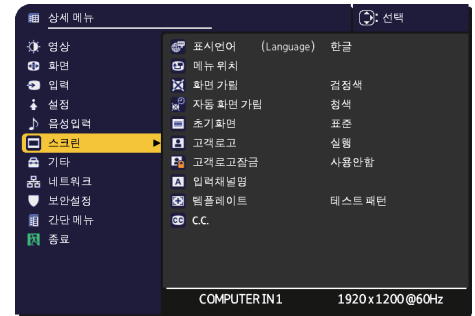 상세 메뉴
: 선택
영상
화면
입력
설정
음성입력
스크린
기타
네트워크
보안설정
간단 메뉴
종료
표시언어 (Language) 한글
메뉴 위치
화면 가림 검정색
자동 화면 가림 청색
초기화면 표준
고객로고 실행
고객로고잠금 사용안함
입력채널명
템플레이트 테스트 패턴
C.C.
COMPUTER IN 1 1920 x 1200 @60Hz